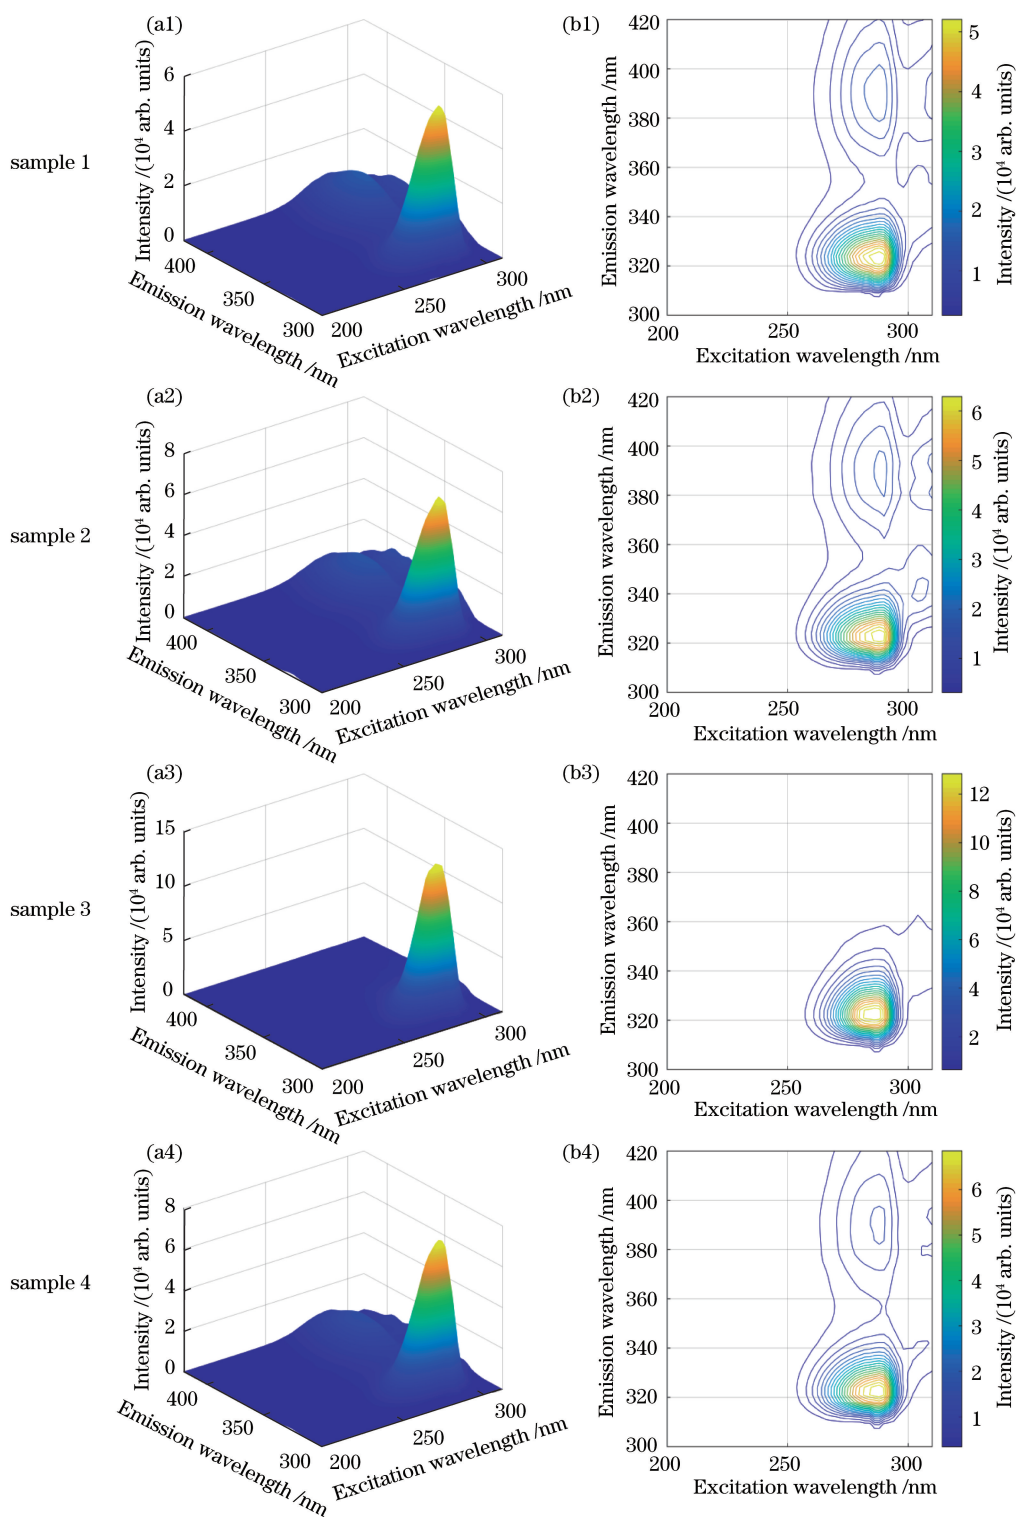 sample 1
(a1)
Intensity /(10⁴ arb. units)
6
4
2
0
400
350
300
Emission wavelength /nm
200
250
300
Excitation wavelength /nm
(b1)
Emission wavelength /nm
420
400
380
360
340
320
300
200
250
300
Excitation wavelength /nm
5
4
3
2
1
Intensity /(10⁴ arb. units)
sample 2
(a2)
Intensity /(10⁴ arb. units)
8
6
4
2
0
400
350
300
Emission wavelength /nm
200
250
300
Excitation wavelength /nm
(b2)
Emission wavelength /nm
420
400
380
360
340
320
300
200
250
300
Excitation wavelength /nm
6
5
4
3
2
1
Intensity /(10⁴ arb. units)
sample 3
(a3)
Intensity /(10⁴ arb. units)
15
10
5
0
400
350
300
Emission wavelength /nm
200
250
300
Excitation wavelength /nm
(b3)
Emission wavelength /nm
420
400
380
360
340
320
300
200
250
300
Excitation wavelength /nm
12
10
8
6
4
2
Intensity /(10⁴ arb. units)
sample 4
(a4)
Intensity /(10⁴ arb. units)
8
6
4
2
0
400
350
300
Emission wavelength /nm
200
250
300
Excitation wavelength /nm
(b4)
Emission wavelength /nm
420
400
380
360
340
320
300
200
250
300
Excitation wavelength /nm
6
5
4
3
2
1
Intensity /(10⁴ arb. units)